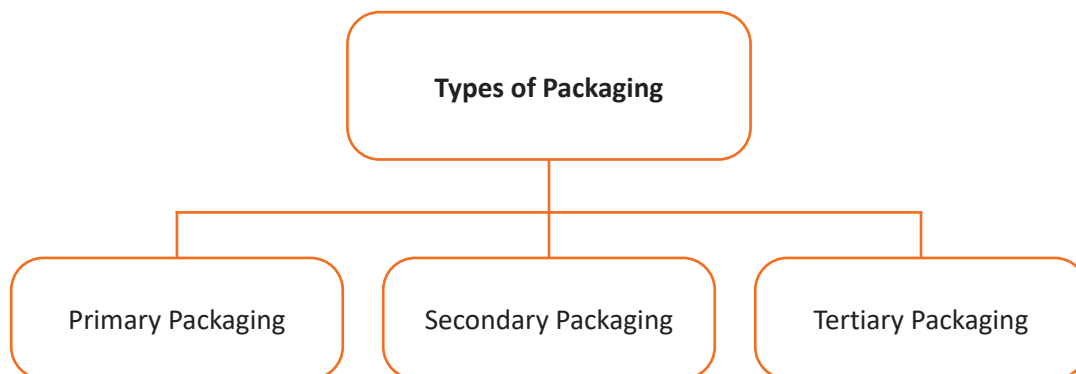 Types of Packaging
Primary Packaging
Secondary Packaging
Tertiary Packaging